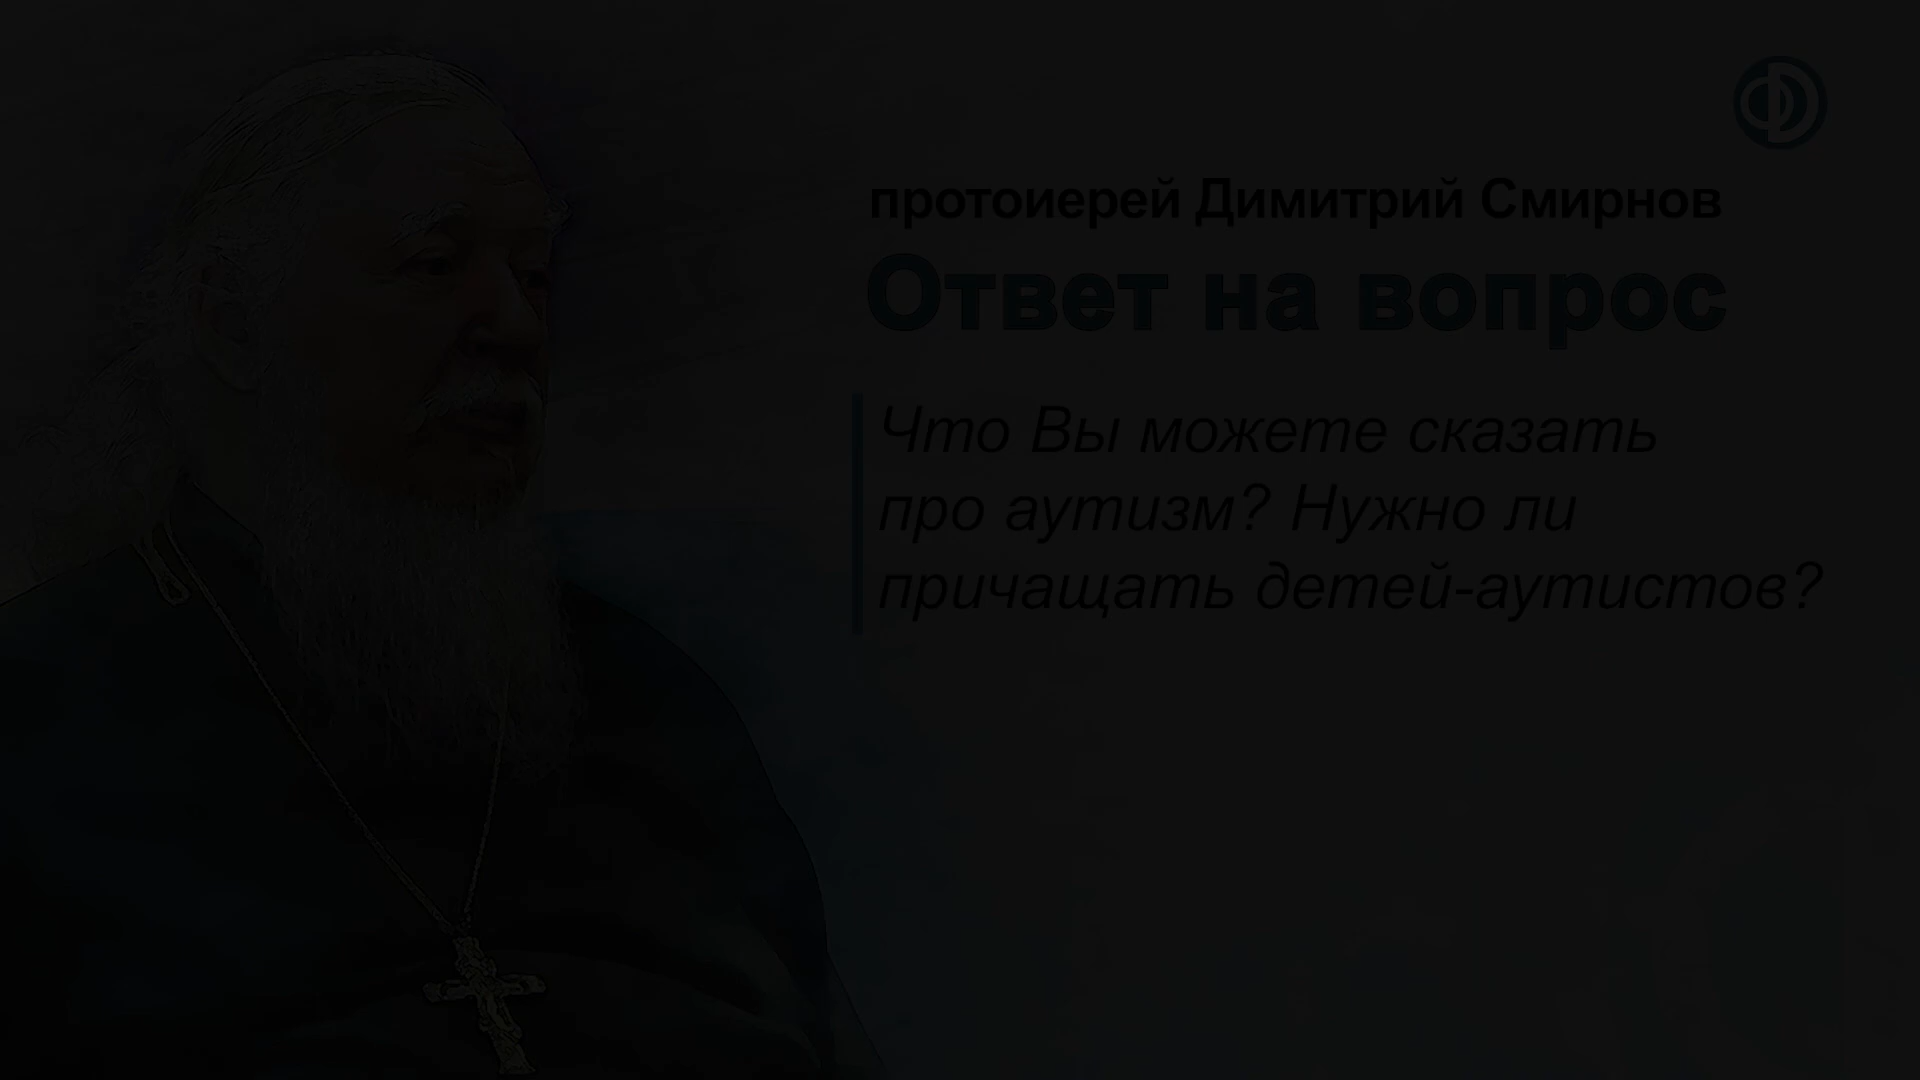 протоиерей Димитрий Смирнов
Ответ на вопрос
Что Вы можете сказать
про аутизм? Нужно ли
причащать детей-аутистов?